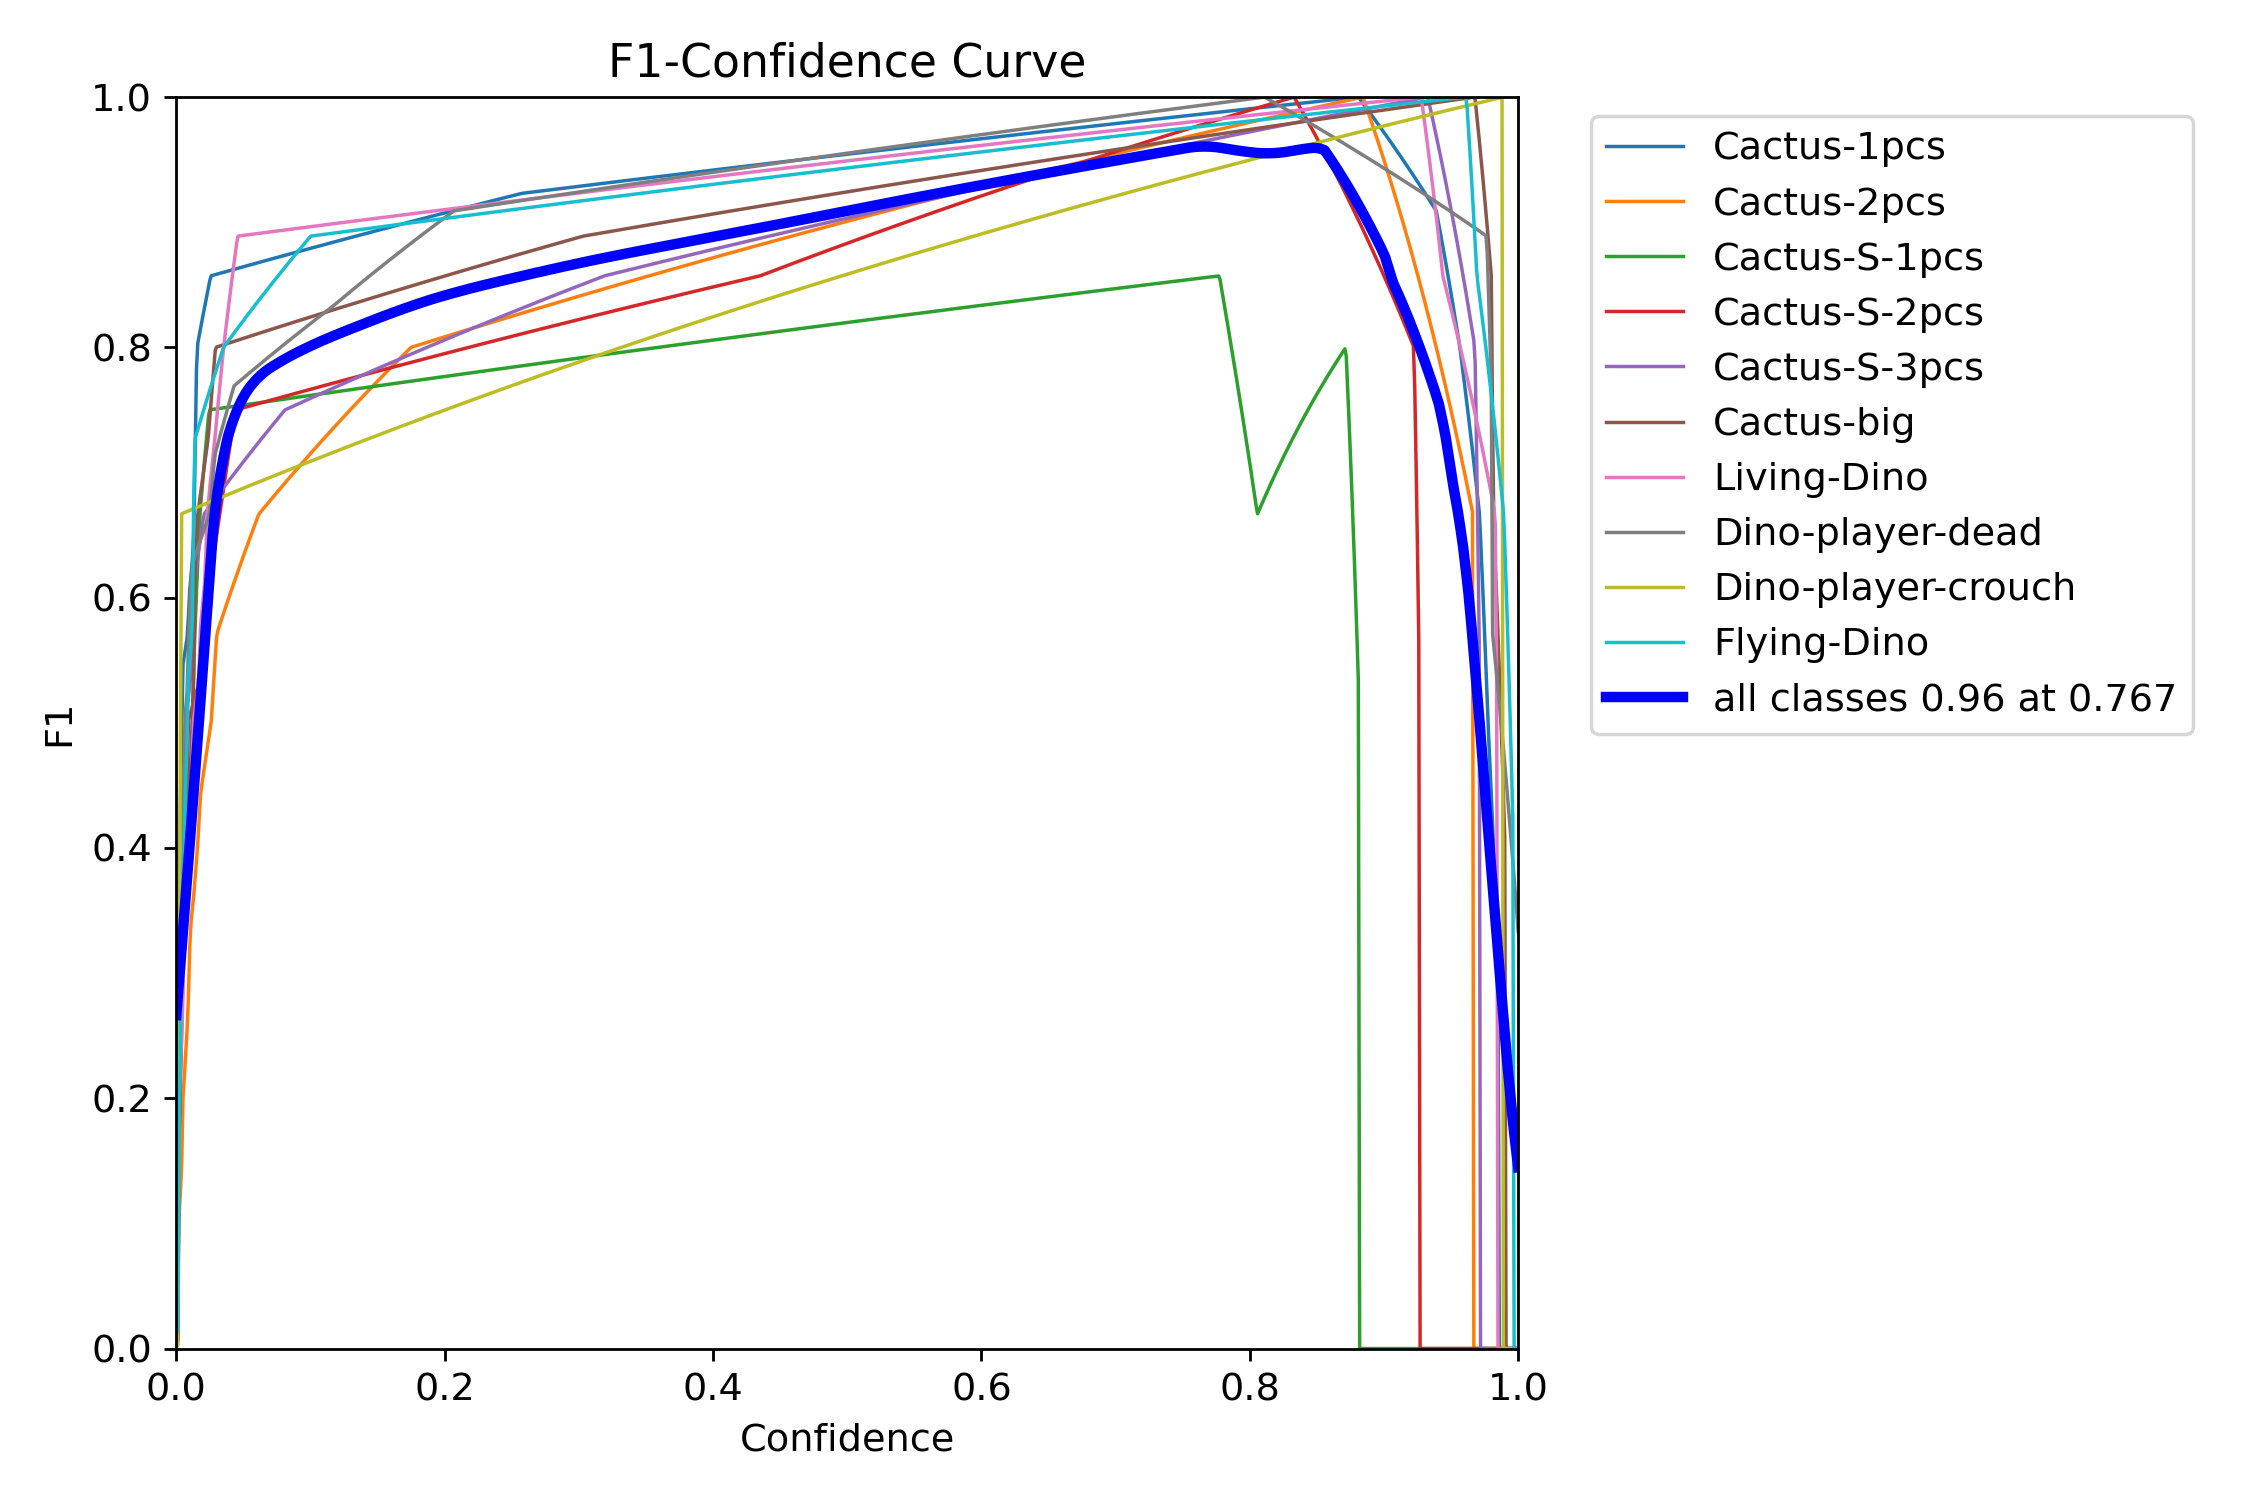 F1-Confidence Curve
1.0
0.8
0.6
0.4
0.2
0.0
F1
0.0 0.2 0.4 0.6 0.8 1.0
Confidence
Cactus-1pcs
Cactus-2pcs
Cactus-S-1pcs
Cactus-S-2pcs
Cactus-S-3pcs
Cactus-big
Living-Dino
Dino-player-dead
Dino-player-crouch
Flying-Dino
all classes 0.96 at 0.767